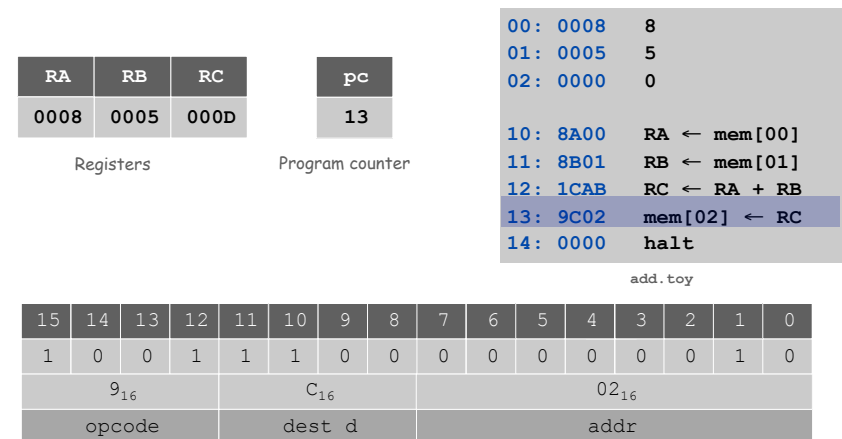 RA RB RC
0008 0005 000D
Registers
pc
13
Program counter
00: 0008 8
01: 0005 5
02: 0000 0
10: 8A00 RA ← mem[00]
11: 8B01 RB ← mem[01]
12: 1CAB RC ← RA + RB
13: 9C02 mem[02] ← RC
14: 0000 halt
add.toy
15 14 13 12 11 10 9 8 7 6 5 4 3 2 1 0
1 0 0 1 1 1 0 0 0 0 0 0 0 0 1 0
9₁₆ C₁₆ 02₁₆
opcode dest d addr